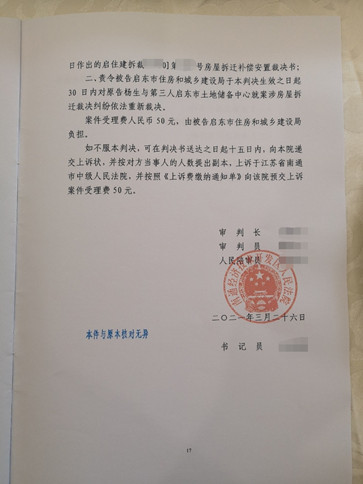 日作出的启住建拆裁 0] 号房屋拆迁补偿安置裁决书；
二、责令被告启东市住房和城乡建设局于本判决生效之日起
30日内对原告杨生与第三人启东市土地储备中心就案涉房屋拆
迁裁决纠纷依法重新裁决。
案件受理费人民币50元，由被告启东市住房和城乡建设局
负担。
如不服本判决，可在判决书送达之日起十五日内，向本院递
交上诉状，并按对方当事人的人数提出副本，上诉于江苏省南通
市中级人民法院，并按照《上诉费缴纳通知单》向该院预交上诉
案件受理费50元。
审 判 长
审 判 员
人民陪审员
发区人民法院
二〇二一年三月二十六日
本件与原本核对无异
书 记 员
17